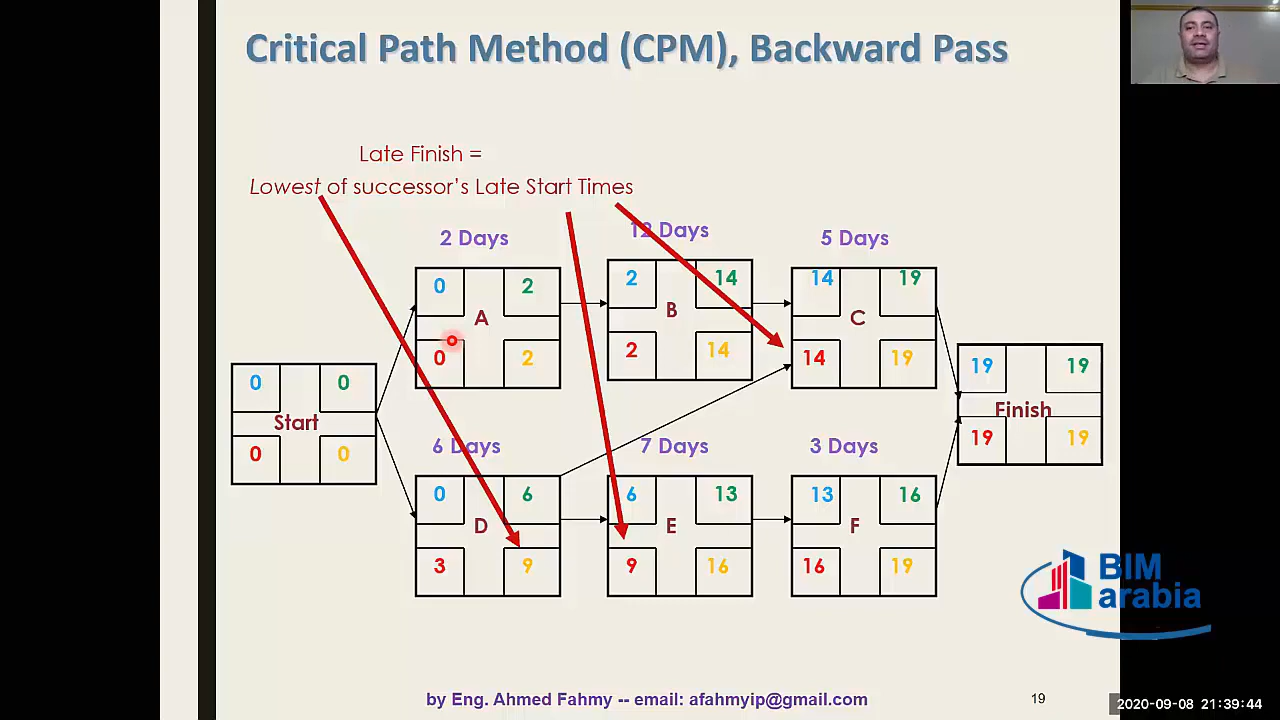 Critical Path Method (CPM), Backward Pass
Late Finish =
Lowest of successor's Late Start Times
2 Days
12 Days
5 Days
0 2
A
0 2
2 14
B
2 14
14 19
C
14 19
0 0
Start
0 0
19 19
Finish
19 19
6 Days
7 Days
3 Days
0 6
D
3 9
6 13
E
9 16
13 16
F
16 19
BIM
arabia
by Eng. Ahmed Fahmy -- email: afahmyip@gmail.com
19
2020-09-08 21:39:44